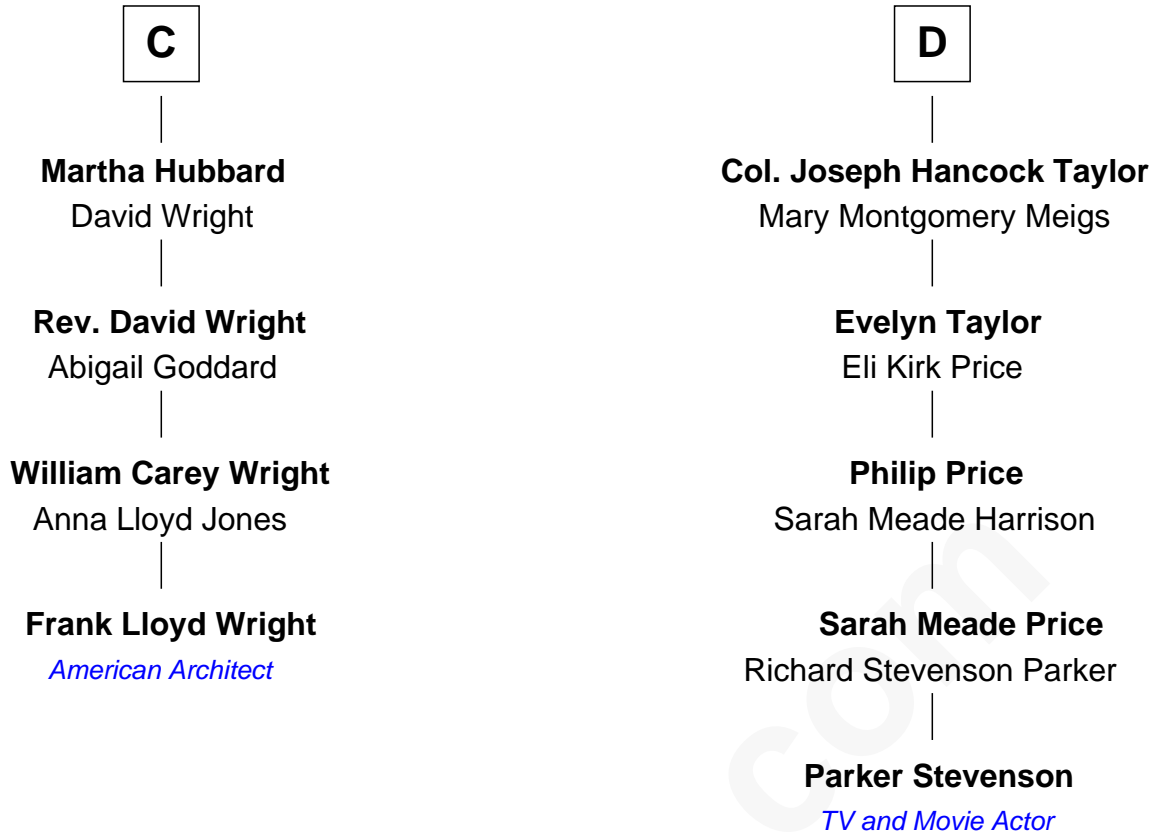 C
Martha Hubbard
David Wright
Rev. David Wright
Abigail Goddard
William Carey Wright
Anna Lloyd Jones
Frank Lloyd Wright
American Architect
D
Col. Joseph Hancock Taylor
Mary Montgomery Meigs
Evelyn Taylor
Eli Kirk Price
Philip Price
Sarah Meade Harrison
Sarah Meade Price
Richard Stevenson Parker
Parker Stevenson
TV and Movie Actor
com